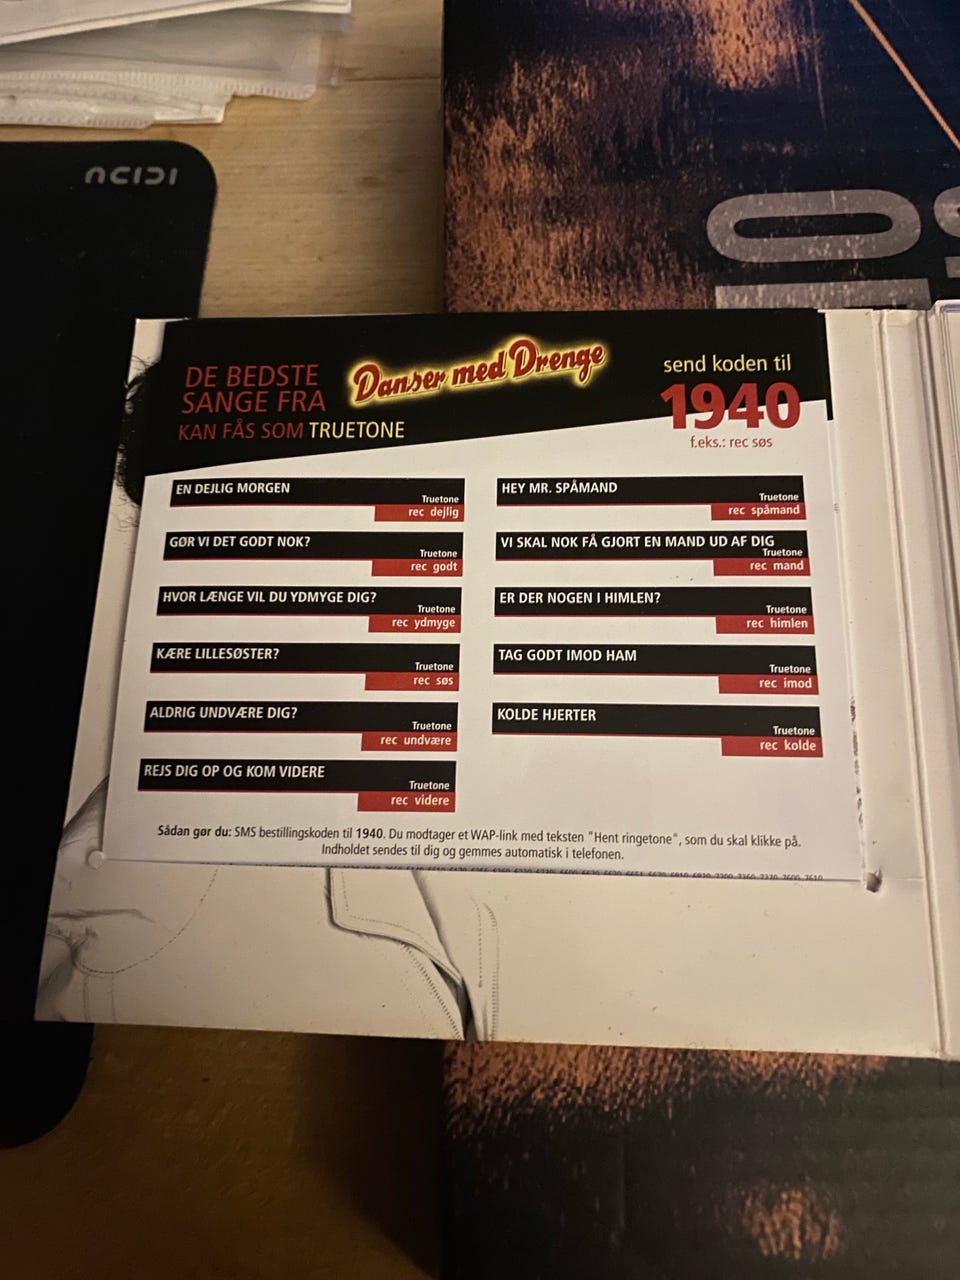 acidi
DE BEDSTE
SANGE FRA
Danser med Drenge
KAN FÅS SOM TRUETONE
send koden til
1940
f.eks.: rec søs
EN DEJLIG MORGEN
Truetone
rec dejlig
GØR VI DET GODT NOK?
Truetone
rec godt
HVOR LÆNGE VIL DU YDMYGE DIG?
Truetone
rec ydmyge
KÆRE LILLESØSTER?
Truetone
rec søs
ALDRIG UNDVÆRE DIG?
Truetone
rec undvære
REJS DIG OP OG KOM VIDERE
Truetone
rec videre
HEY MR. SPÅMAND
Truetone
rec spåmand
VI SKAL NOK FÅ GJORT EN MAND UD AF DIG
Truetone
rec mand
ER DER NOGEN I HIMLEN?
Truetone
rec himlen
TAG GODT IMOD HAM
Truetone
rec imod
KOLDE HJERTER
Truetone
rec kolde
Sådan gør du: SMS bestillingskoden til 1940. Du modtager et WAP-link med teksten "Hent ringetone", som du skal klikke på.
Indholdet sendes til dig og gemmes automatisk i telefonen.